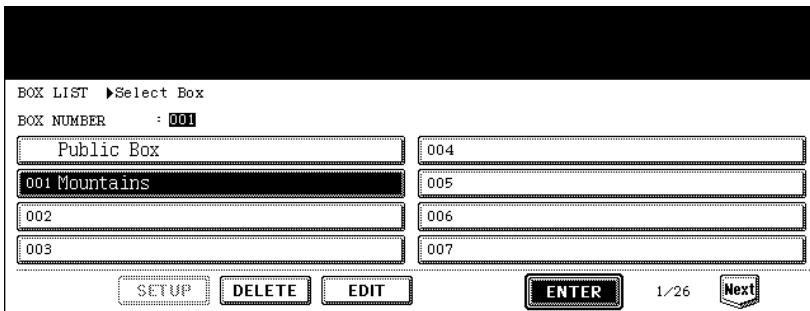 BOX LIST ▶Select Box
BOX NUMBER : 001
Public Box
004
001 Mountains
005
002
006
003
007
SETUP DELETE EDIT ENTER 1/26 Next